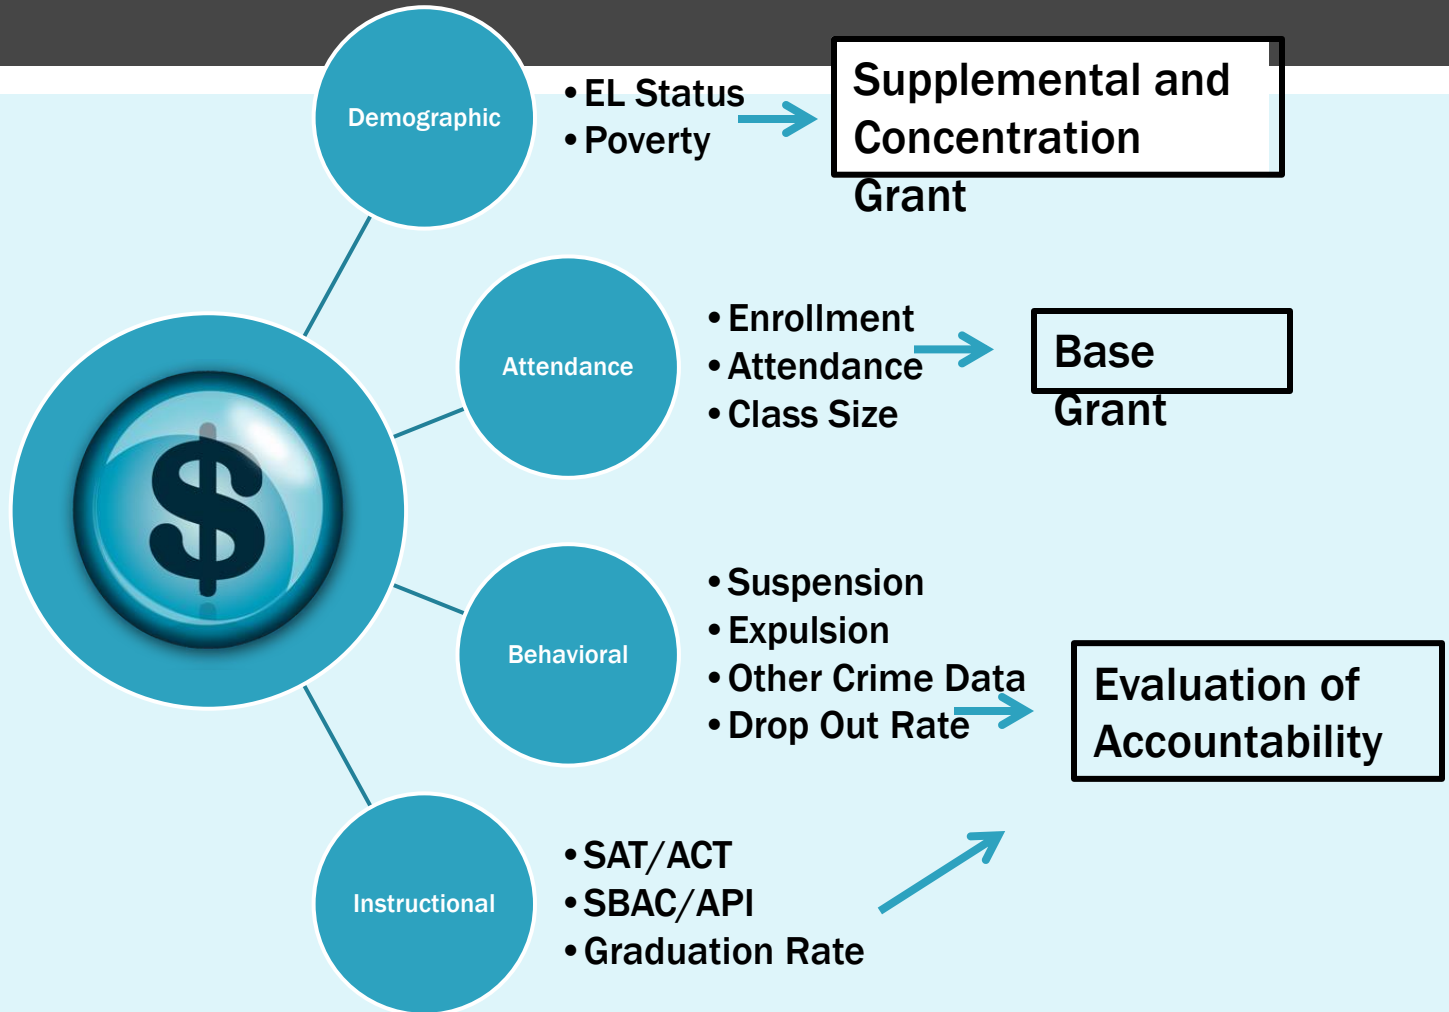 Demographic
•EL Status
•Poverty
Supplemental and
Concentration
Grant
Attendance
•Enrollment
•Attendance
•Class Size
Base
Grant
$
Behavioral
•Suspension
•Expulsion
•Other Crime Data
•Drop Out Rate
Evaluation of
Accountability
Instructional
•SAT/ACT
•SBAC/API
•Graduation Rate